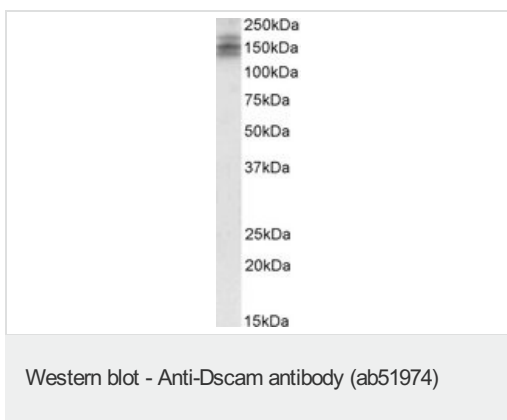 250kDa
150kDa
100kDa
75kDa
50kDa
37kDa
25kDa
20kDa
15kDa
Western blot - Anti-Dscam antibody (ab51974)